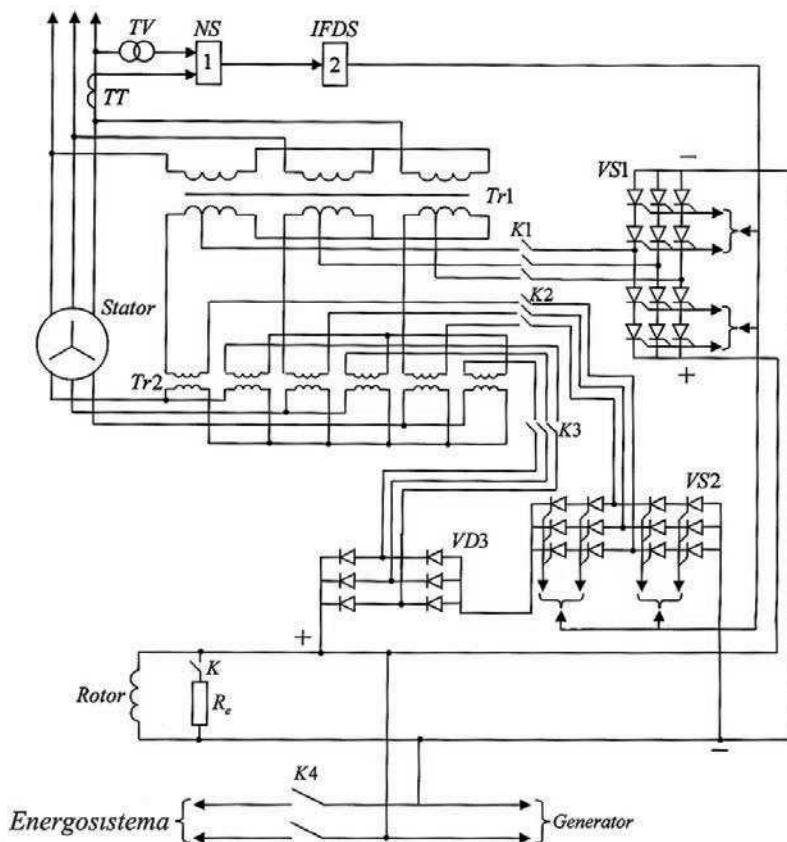 TV NS IFDS
1 2
TT
VS1 −
Tr1
K1
K2
Stator
Tr2
+
K3
VS2
VD3
+
K
Rotor
Re
−
K4
Energosistema
Generator